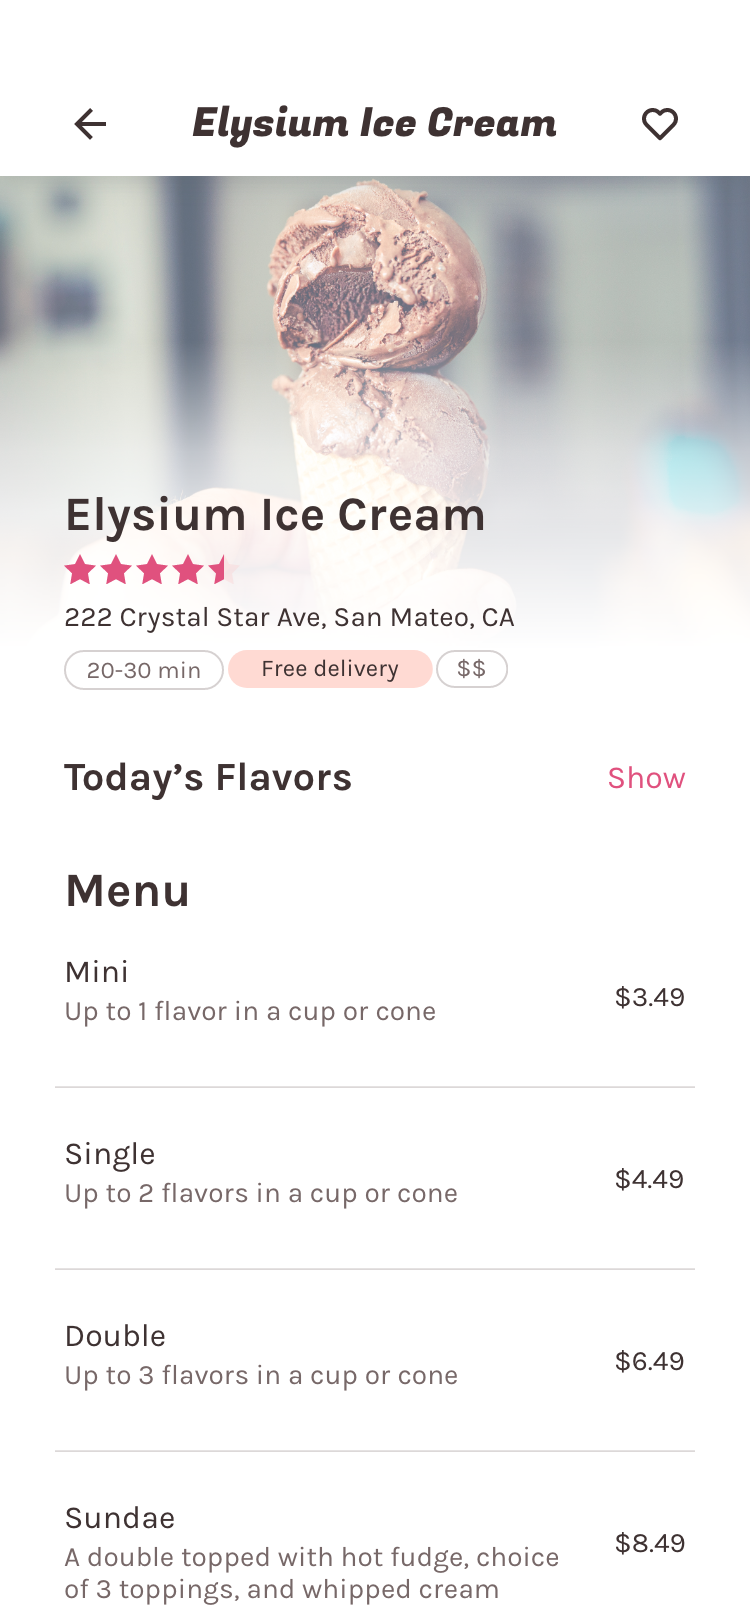 Elysium Ice Cream
Elysium Ice Cream
222 Crystal Star Ave, San Mateo, CA
20-30 min
Free delivery
$$
Today’s Flavors
Show
Menu
Mini
Up to 1 flavor in a cup or cone
$3.49
Single
Up to 2 flavors in a cup or cone
$4.49
Double
Up to 3 flavors in a cup or cone
$6.49
Sundae
A double topped with hot fudge, choice
of 3 toppings, and whipped cream
$8.49